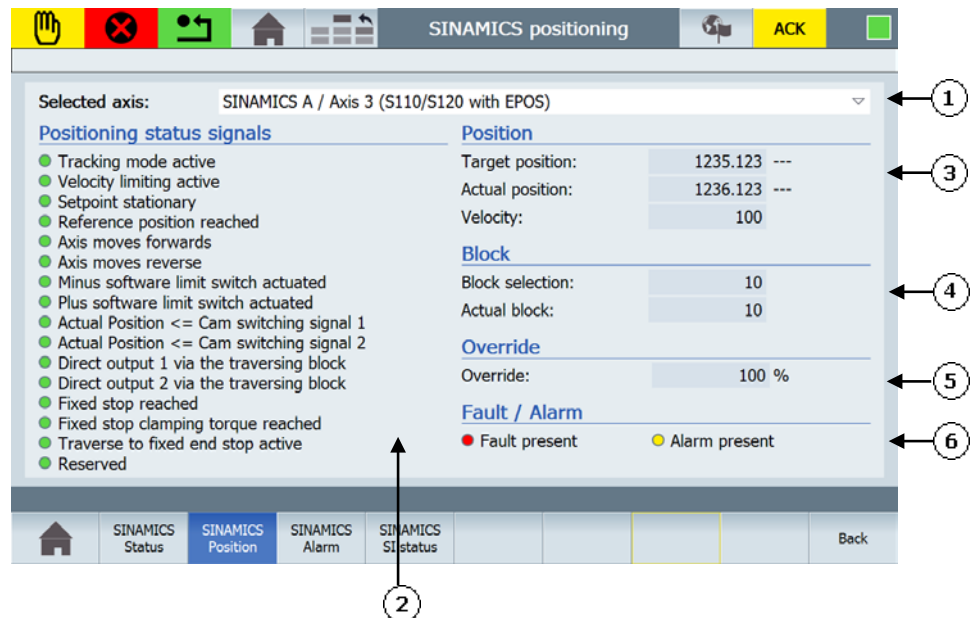 SINAMICS positioning
ACK
Selected axis: SINAMICS A / Axis 3 (S110/S120 with EPOS)
1
Positioning status signals
Tracking mode active
Velocity limiting active
Setpoint stationary
Reference position reached
Axis moves forwards
Axis moves reverse
Minus software limit switch actuated
Plus software limit switch actuated
Actual Position <= Cam switching signal 1
Actual Position <= Cam switching signal 2
Direct output 1 via the traversing block
Direct output 2 via the traversing block
Fixed stop reached
Fixed stop clamping torque reached
Traverse to fixed end stop active
Reserved
Position
Target position: 1235.123 ---
3
Actual position: 1236.123 ---
Velocity: 100
Block
Block selection: 10
4
Actual block: 10
Override
Override: 100 %
5
Fault / Alarm
Fault present Alarm present
6
SINAMICS Status
SINAMICS Position
SINAMICS Alarm
SINAMICS SI status
Back
2